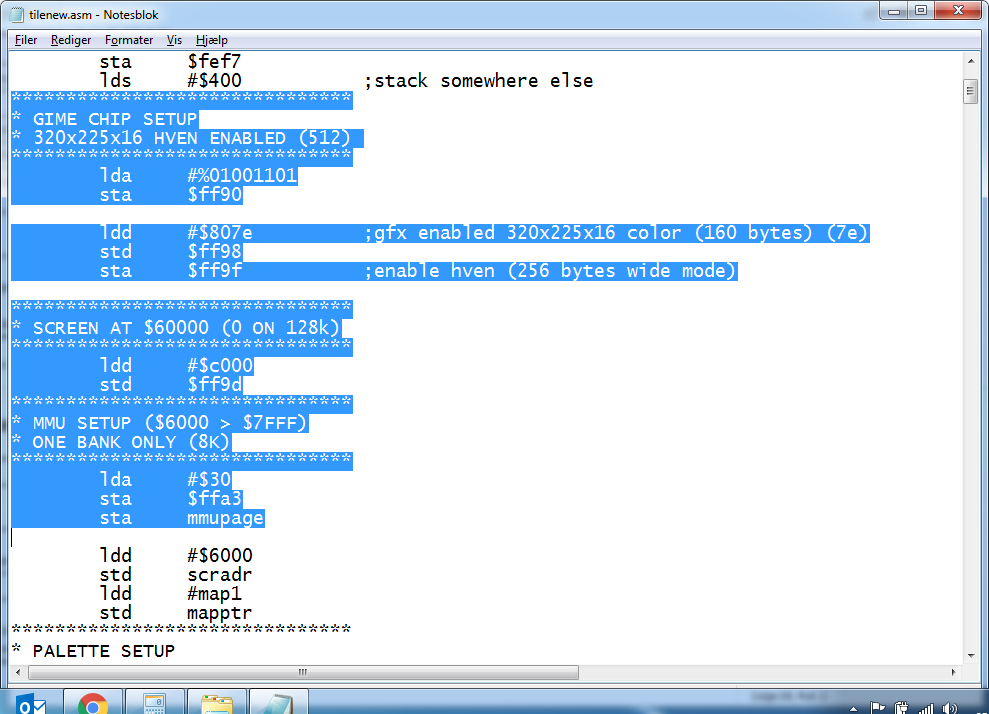 tilenew.asm - Notesblok
Filer Rediger Formater Vis Hjælp
sta $fef7
lds #$400 ;stack somewhere else
*******************************
* GIME CHIP SETUP
* 320x225x16 HVEN ENABLED (512)
*******************************
lda #%01001101
sta $ff90
ldd #$807e ;gfx enabled 320x225x16 color (160 bytes) (7e)
std $ff98
sta $ff9f ;enable hven (256 bytes wide mode)
*******************************
* SCREEN AT $60000 (0 ON 128k)
*******************************
ldd #$c000
std $ff9d
*******************************
* MMU SETUP ($6000 > $7FFF)
* ONE BANK ONLY (8K)
*******************************
lda #$30
sta $ffa3
sta mmupage
ldd #$6000
std scradr
ldd #map1
std mapptr
*******************************
* PALETTE SETUP